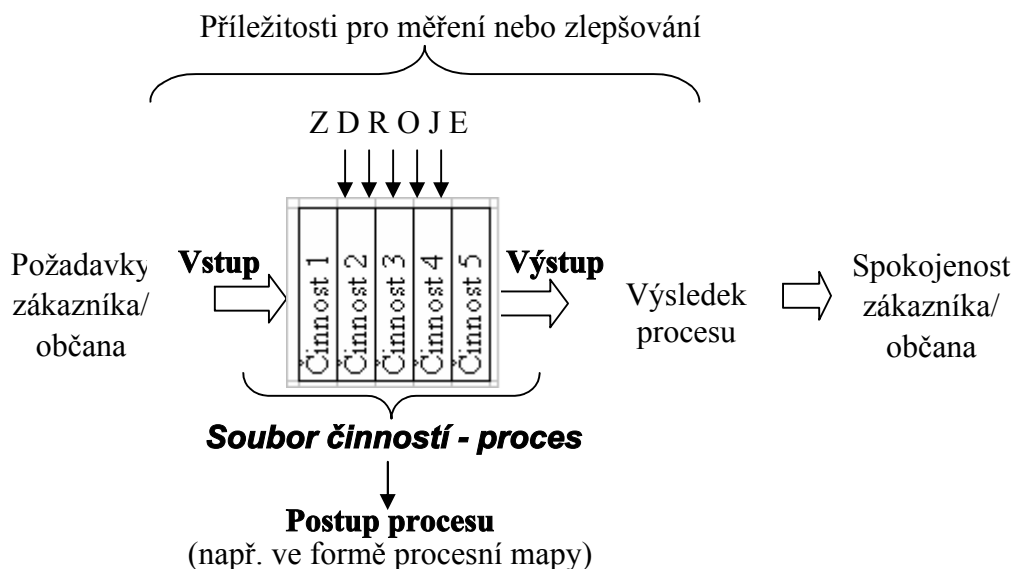 Příležitosti pro měření nebo zlepšování
Z D R O J E
Požadavky
zákazníka/
občana
Vstup
Činnost 1
Činnost 2
Činnost 3
Činnost 4
Činnost 5
Výstup
Výsledek
procesu
Spokojenost
zákazníka/
občana
Soubor činností - proces
Postup procesu
(např. ve formě procesní mapy)